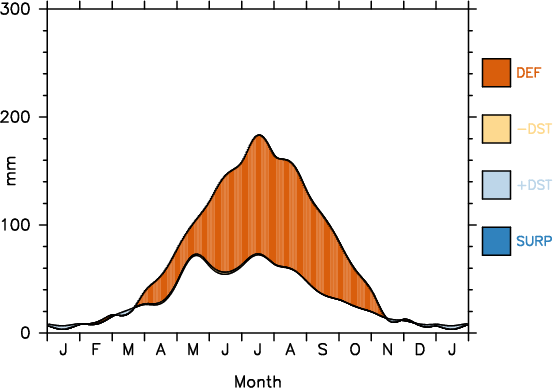 300
200
100
0
mm
J F M A M J J A S O N D J
Month
DEF
−DST
+DST
SURP